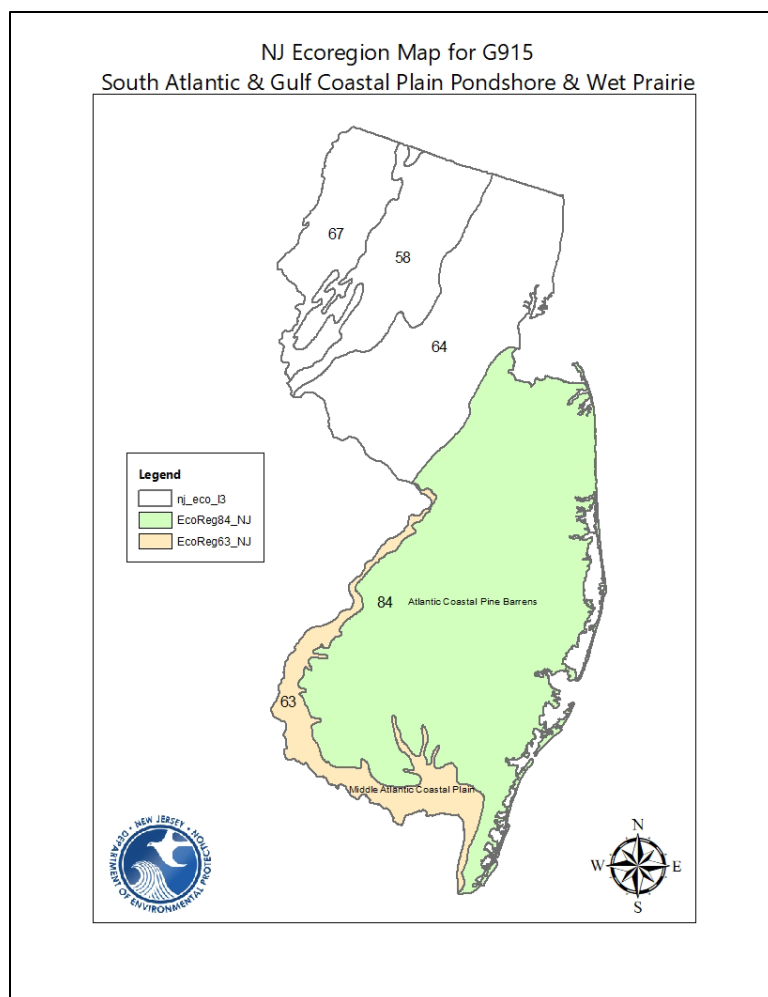 NJ Ecoregion Map for G915
South Atlantic & Gulf Coastal Plain Pondshore & Wet Prairie
67
58
64
Legend
nj_eco_l3
EcoReg84_NJ
EcoReg63_NJ
84 Atlantic Coastal Pine Barrens
63
Middle Atlantic Coastal Plain
NEW JERSEY
DEPARTMENT OF ENVIRONMENTAL PROTECTION
N
W E
S